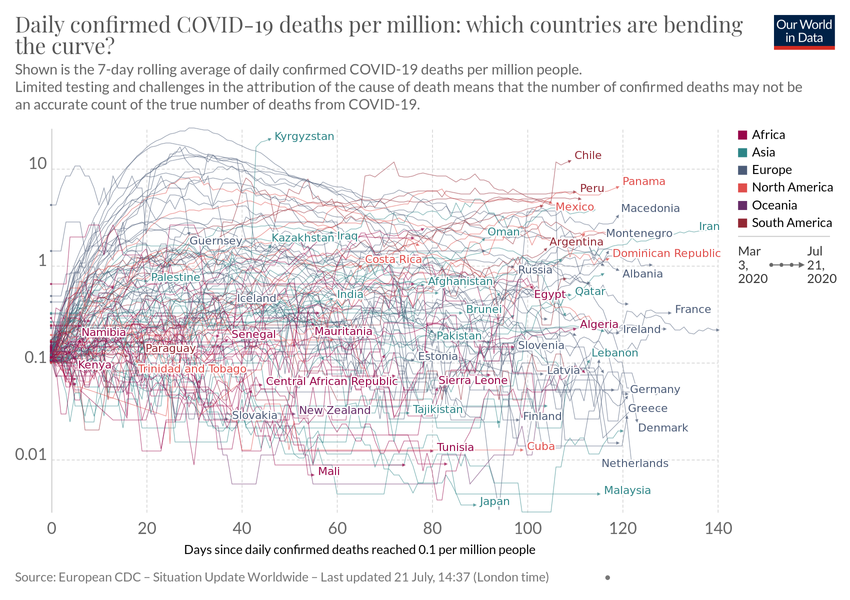 Daily confirmed COVID-19 deaths per million: which countries are bending
the curve?
Our World
in Data
Shown is the 7-day rolling average of daily confirmed COVID-19 deaths per million people.
Limited testing and challenges in the attribution of the cause of death means that the number of confirmed deaths may not be
an accurate count of the true number of deaths from COVID-19.
10
1
0.1
0.01
Kyrgyzstan
Chile
Peru
Panama
Mexico
Macedonia
Iran
Guernsey
Kazakhstan
Iraq
Oman
Montenegro
Argentina
Costa Rica
Dominican Republic
Palestine
Afghanistan
Russia
Albania
Iceland
India
Egypt
Qatar
Brunei
France
Namibia
Senegal
Mauritania
Algeria
Ireland
Pakistan
Paraguay
Slovenia
Estonia
Lebanon
Kenya
Trinidad and Tobago
Latvia
Central African Republic
Sierra Leone
Germany
Slovakia
New Zealand
Tajikistan
Finland
Greece
Denmark
Tunisia
Cuba
Mali
Netherlands
Japan
Malaysia
0
20
40
60
80
100
120
140
Days since daily confirmed deaths reached 0.1 per million people
Africa
Asia
Europe
North America
Oceania
South America
Mar
3,
2020
Jul
21,
2020
Source: European CDC – Situation Update Worldwide – Last updated 21 July, 14:37 (London time)